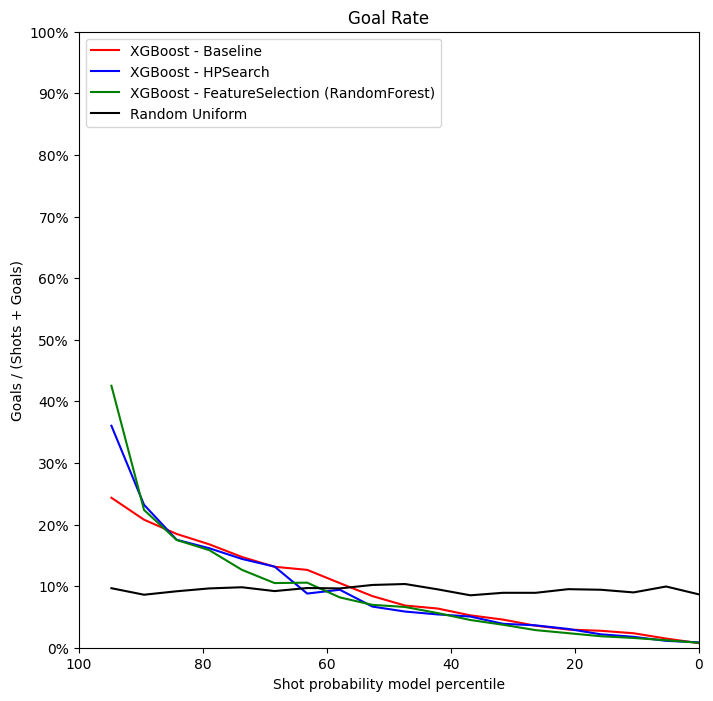 Goal Rate
100%
90%
80%
70%
60%
50%
40%
30%
20%
10%
0%
Goals / (Shots + Goals)
XGBoost - Baseline
XGBoost - HPSearch
XGBoost - FeatureSelection (RandomForest)
Random Uniform
100
80
60
40
20
0
Shot probability model percentile